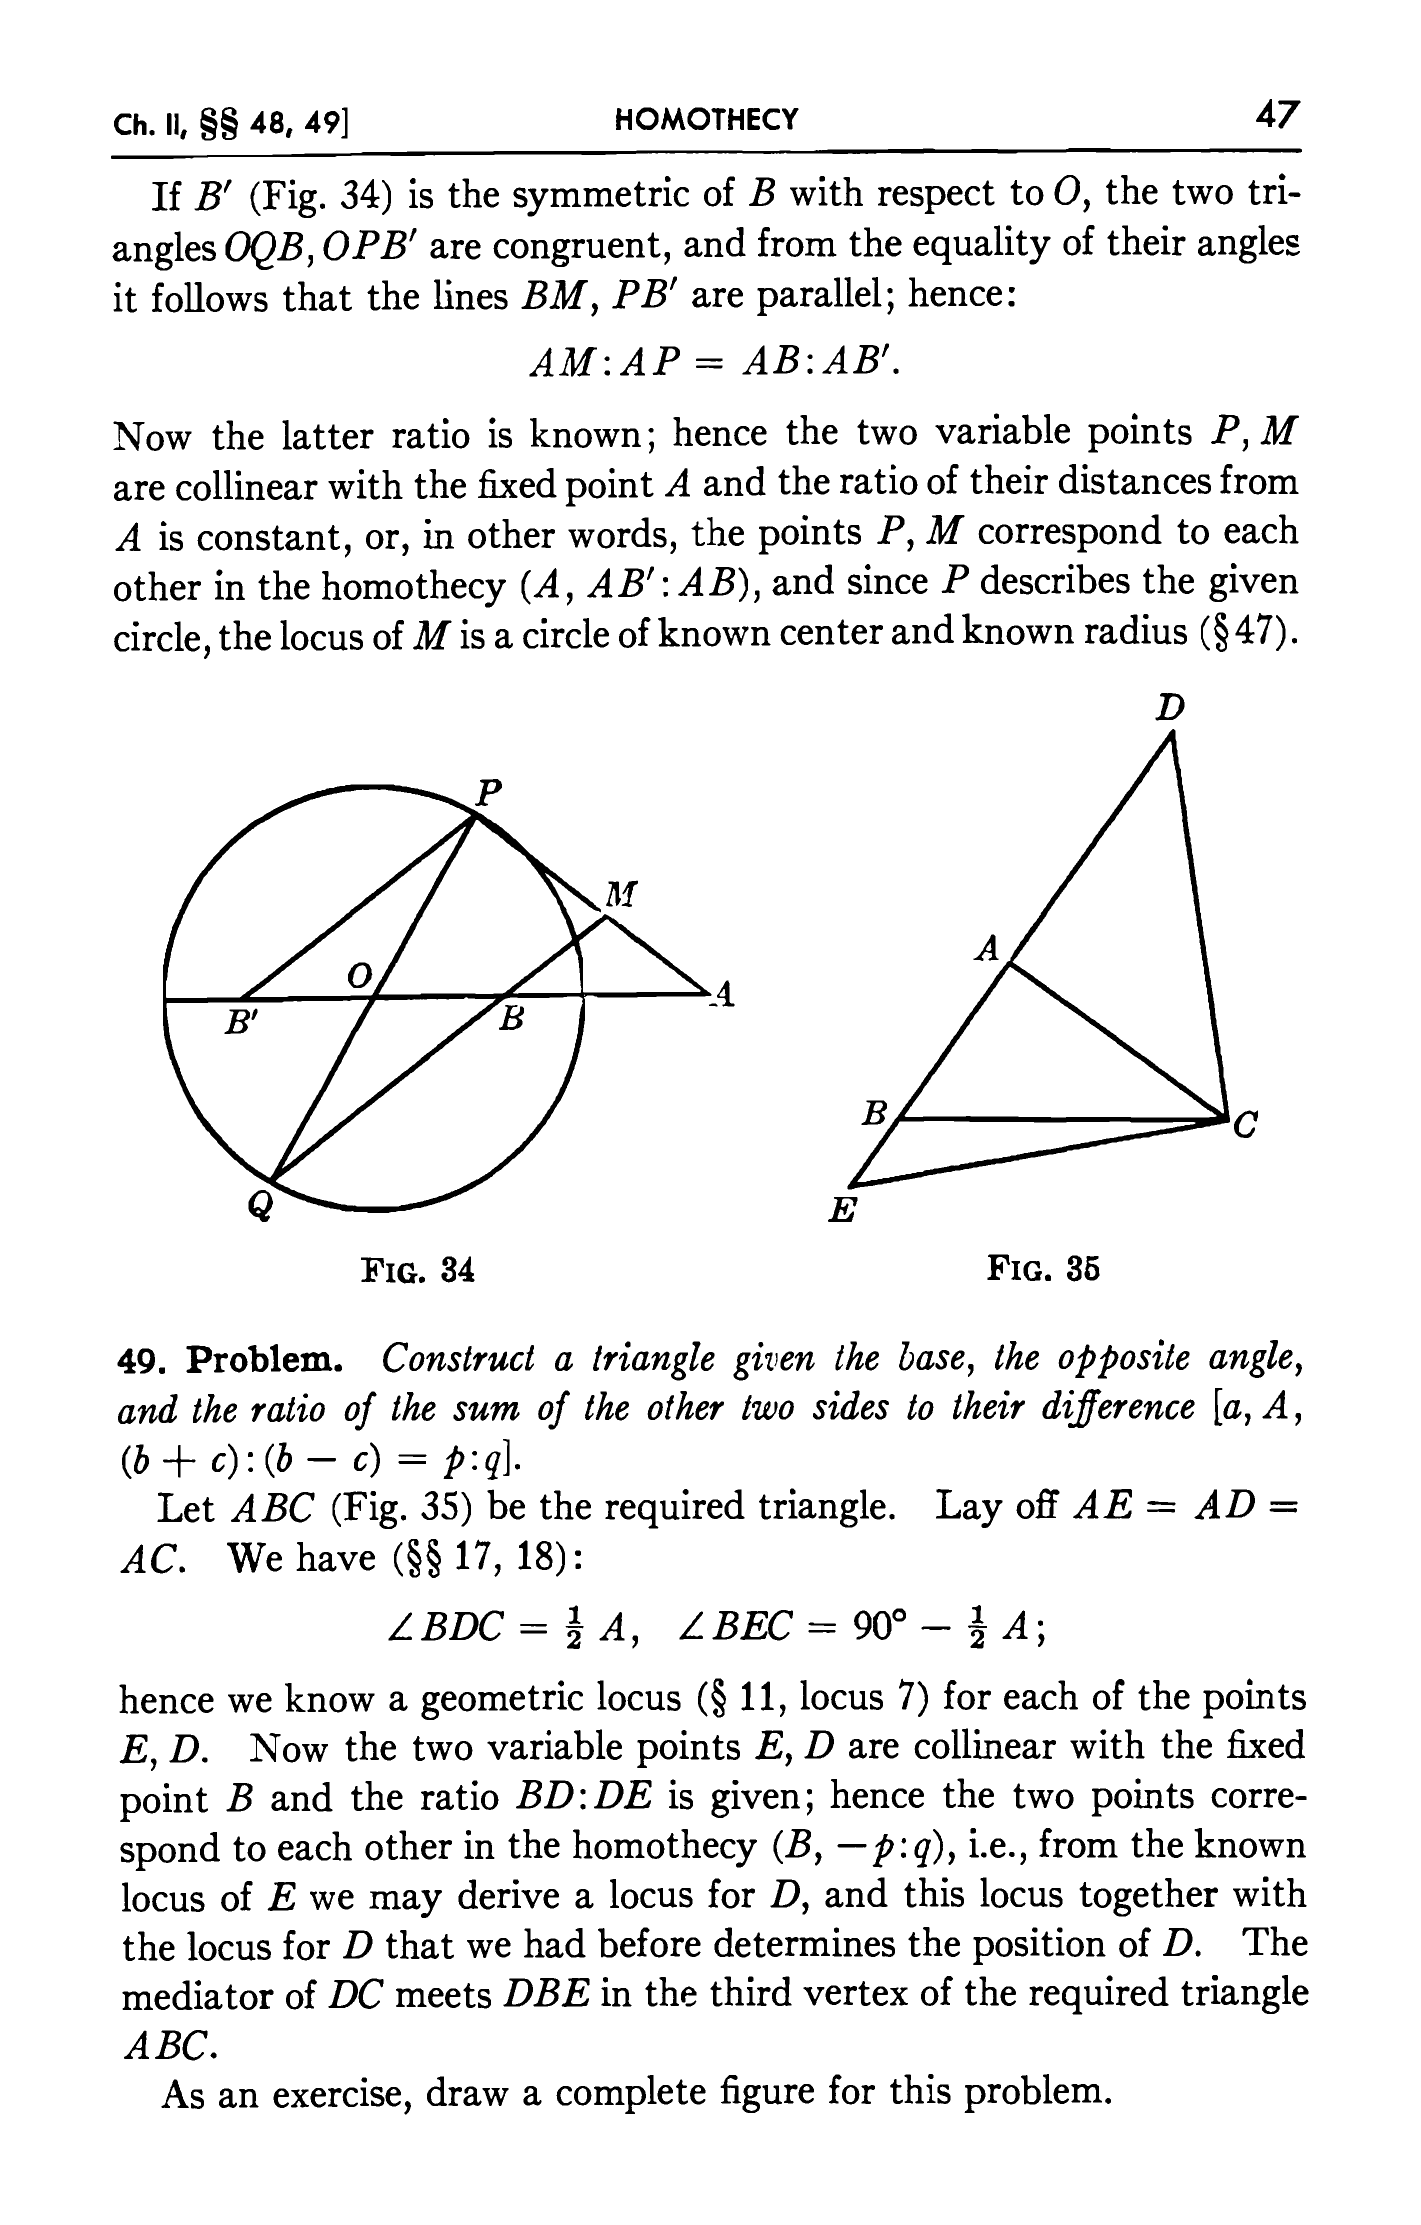 Ch. II, §§ 48, 49] HOMOTHECY 47
If B′ (Fig. 34) is the symmetric of B with respect to O, the two tri-
angles OQB, OPB′ are congruent, and from the equality of their angles
it follows that the lines BM, PB′ are parallel; hence:
AM:AP = AB:AB′.
Now the latter ratio is known; hence the two variable points P, M
are collinear with the fixed point A and the ratio of their distances from
A is constant, or, in other words, the points P, M correspond to each
other in the homothecy (A, AB′:AB), and since P describes the given
circle, the locus of M is a circle of known center and known radius (§ 47).
P
M
O
A
B′
B
Q
FIG. 34
D
A
B
C
E
FIG. 35
49. Problem. Construct a triangle given the base, the opposite angle,
and the ratio of the sum of the other two sides to their difference [a, A,
(b + c):(b − c) = p:q].
Let ABC (Fig. 35) be the required triangle. Lay off AE = AD =
AC. We have (§§ 17, 18):
∠BDC = ½ A, ∠BEC = 90° − ½ A;
hence we know a geometric locus (§ 11, locus 7) for each of the points
E, D. Now the two variable points E, D are collinear with the fixed
point B and the ratio BD:DE is given; hence the two points corre-
spond to each other in the homothecy (B, −p:q), i.e., from the known
locus of E we may derive a locus for D, and this locus together with
the locus for D that we had before determines the position of D. The
mediator of DC meets DBE in the third vertex of the required triangle
ABC.
As an exercise, draw a complete figure for this problem.